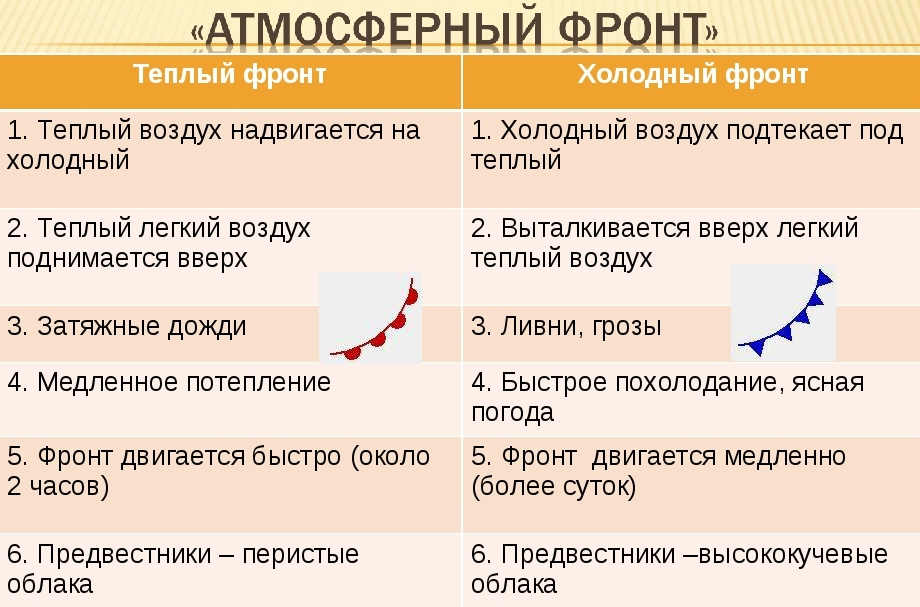 «АТМОСФЕРНЫЙ ФРОНТ»
Теплый фронт
Холодный фронт
1. Теплый воздух надвигается на
холодный
1. Холодный воздух подтекает под
теплый
2. Теплый легкий воздух
поднимается вверх
2. Выталкивается вверх легкий
теплый воздух
3. Затяжные дожди
3. Ливни, грозы
4. Медленное потепление
4. Быстрое похолодание, ясная
погода
5. Фронт двигается быстро (около
2 часов)
5. Фронт  двигается медленно
(более суток)
6. Предвестники – перистые
облака
6. Предвестники –высококучевые
облака